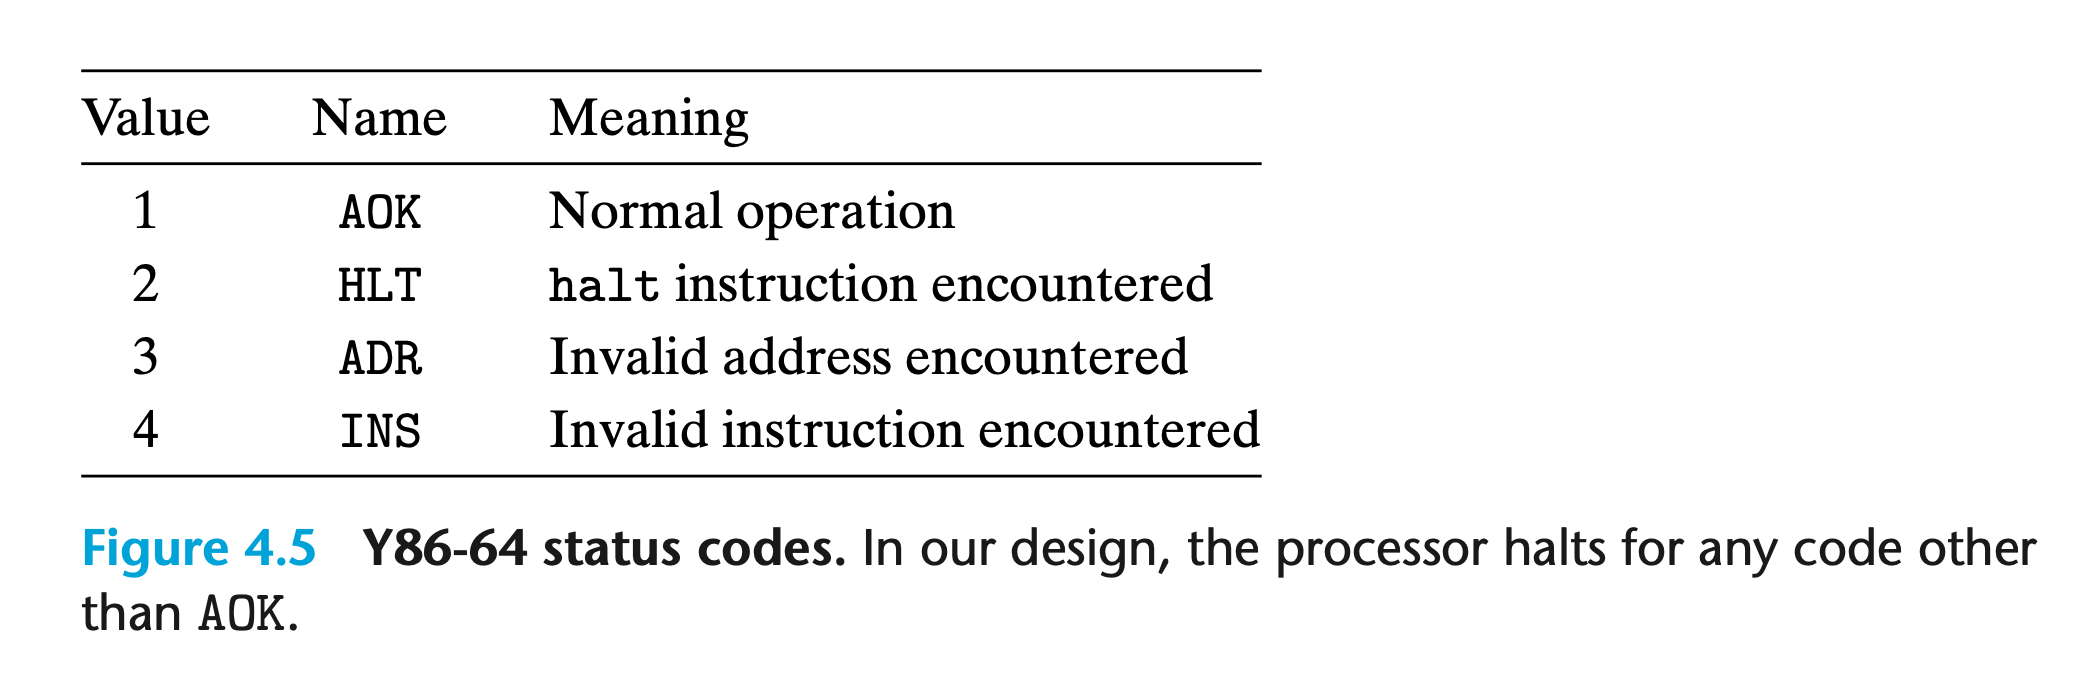 Value Name Meaning
1 AOK Normal operation
2 HLT halt instruction encountered
3 ADR Invalid address encountered
4 INS Invalid instruction encountered
Figure 4.5 Y86-64 status codes. In our design, the processor halts for any code other
than AOK.